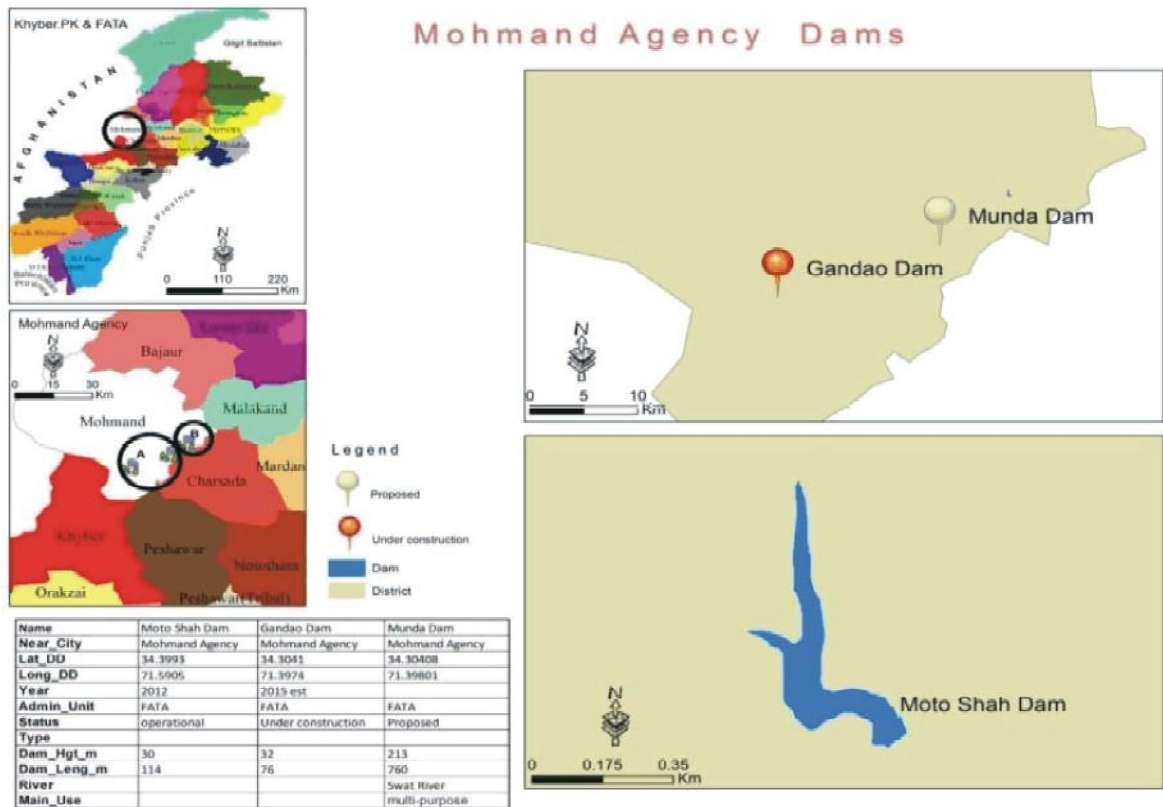 Mohmand Agency Dams
Khyber PK & FATA
Gilgit Baltistan
AFGHANISTAN
Mohmand
Punjab Province
N
0 110 220
Km
Mohmand Agency
N
0 15 30
Km
Bajaur
Mohmand
Malakand
A
B
Mardan
Charsada
Khyber
Peshawar
Nowshera
Orakzai
Peshawar(Tribal)
Legend
Proposed
Under construction
Dam
District
Munda Dam
Gandao Dam
N
0 5 10
Km
Moto Shah Dam
N
0 0.175 0.35
Km
Name Moto Shah Dam Gandao Dam Munda Dam
Near_City Mohmand Agency Mohmand Agency Mohmand Agency
Lat_DD 34.3993 34.3041 34.30408
Long_DD 71.5905 71.3974 71.39801
Year 2012 2015 est
Admin_Unit FATA FATA FATA
Status operational Under construction Proposed
Type
Dam_Hgt_m 30 32 213
Dam_Leng_m 114 76 760
River Swat River
Main_Use multi-purpose